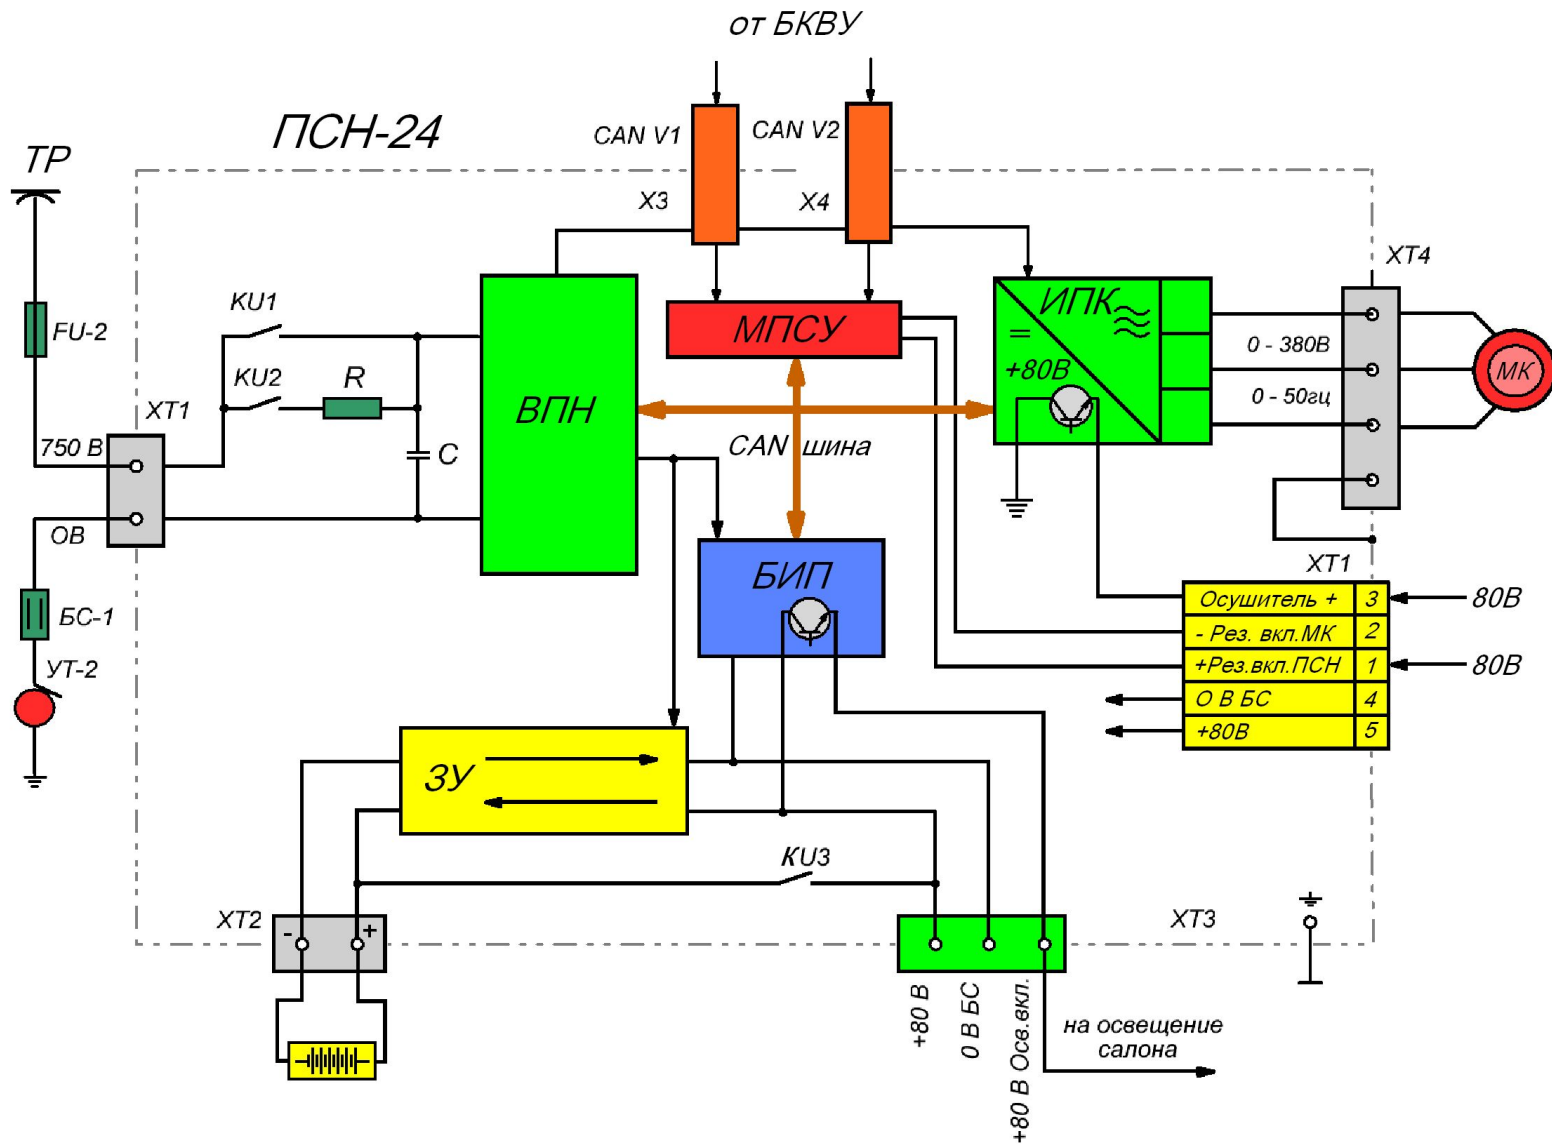 от БКВУ
ПСН-24
ТР
CAN V1
CAN V2
X3
X4
XT4
KU1
FU-2
ИПК
МПСУ
=
0 - 380В
KU2
R
+80В
МК
ВПН
0 - 50гц
XT1
750 В
C
CAN шина
ОВ
XT1
БИП
Осушитель + 3
80В
БС-1
- Рез. вкл.МК 2
+Рез.вкл.ПСН 1
80В
УТ-2
О В БС 4
+80В 5
ЗУ
KU3
XT2
- +
XT3
+80 В
0 В БС
+80 В Осв.вкл.
на освещение
салона